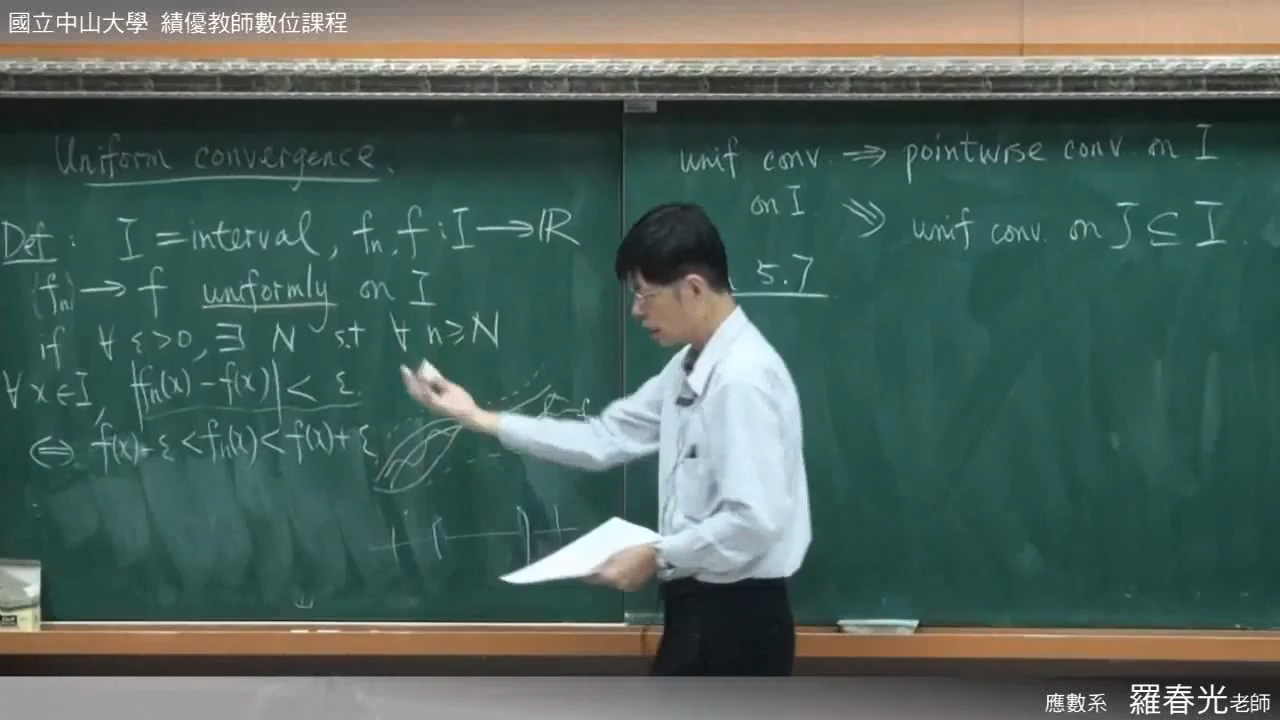 國立中山大學 績優教師數位課程
Uniform convergence.
Def : I = interval, fn, f : I → ℝ
(fn) → f uniformly on I
if ∀ ε>0, ∃ N s.t ∀ n ≥ N
∀ x ∈ I, |fn(x) - f(x)| < ε
⇔ f(x) - ε < fn(x) < f(x) + ε
f
unif conv. ⇒ pointwise conv. on I
on I ⇒ unif conv. on J ⊆ I.
5.7
應數系 羅春光老師